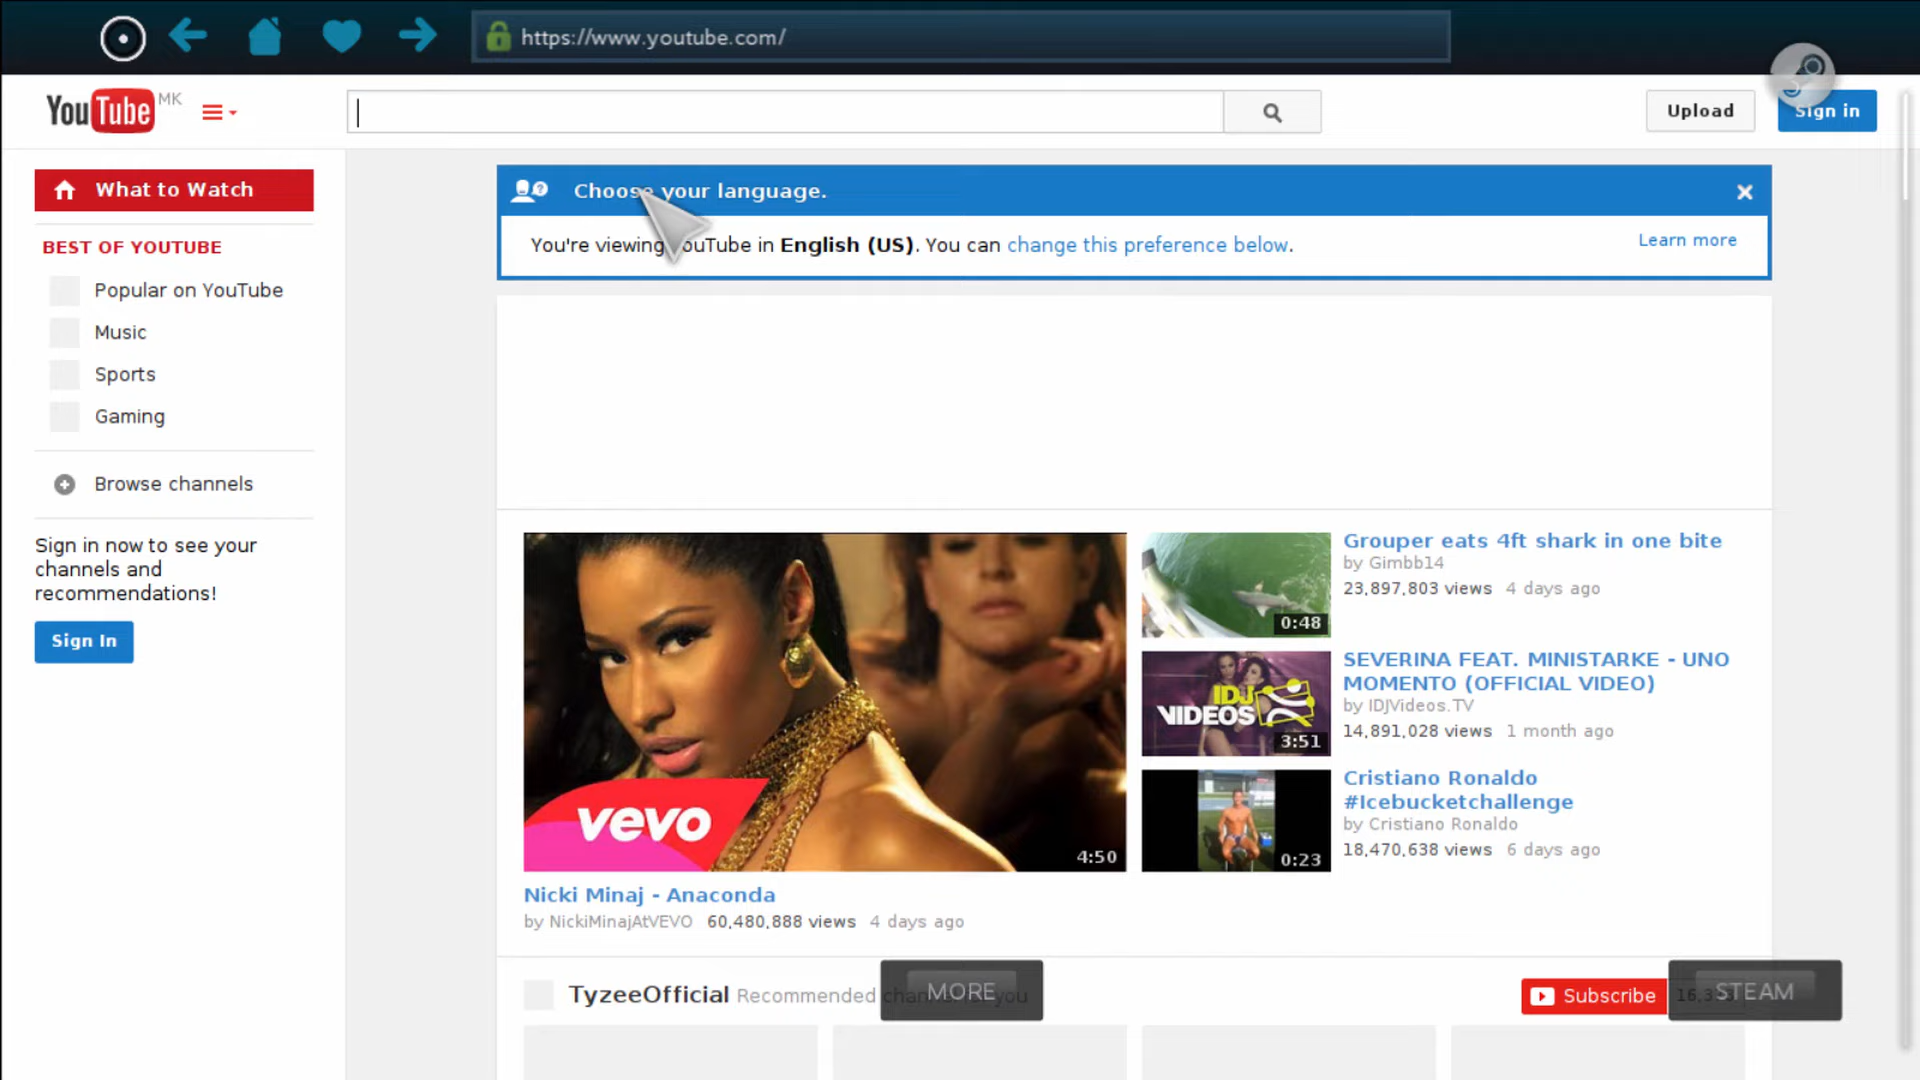 https://www.youtube.com/
YouTube MK
Upload
Sign in
What to Watch
BEST OF YOUTUBE
Popular on YouTube
Music
Sports
Gaming
Browse channels
Sign in now to see your
channels and
recommendations!
Sign In
Choose your language.
You're viewing YouTube in English (US). You can change this preference below.
Learn more
vevo
4:50
Nicki Minaj - Anaconda
by NickiMinajAtVEVO 60,480,888 views 4 days ago
0:48
Grouper eats 4ft shark in one bite
by Gimbb14
23,897,803 views 4 days ago
IDJ
VIDEOS
3:51
SEVERINA FEAT. MINISTARKE - UNO
MOMENTO (OFFICIAL VIDEO)
by IDJVideos.TV
14,891,028 views 1 month ago
0:23
Cristiano Ronaldo
#Icebucketchallenge
by Cristiano Ronaldo
18,470,638 views 6 days ago
TyzeeOfficial Recommended channel for you
MORE
Subscribe
STEAM